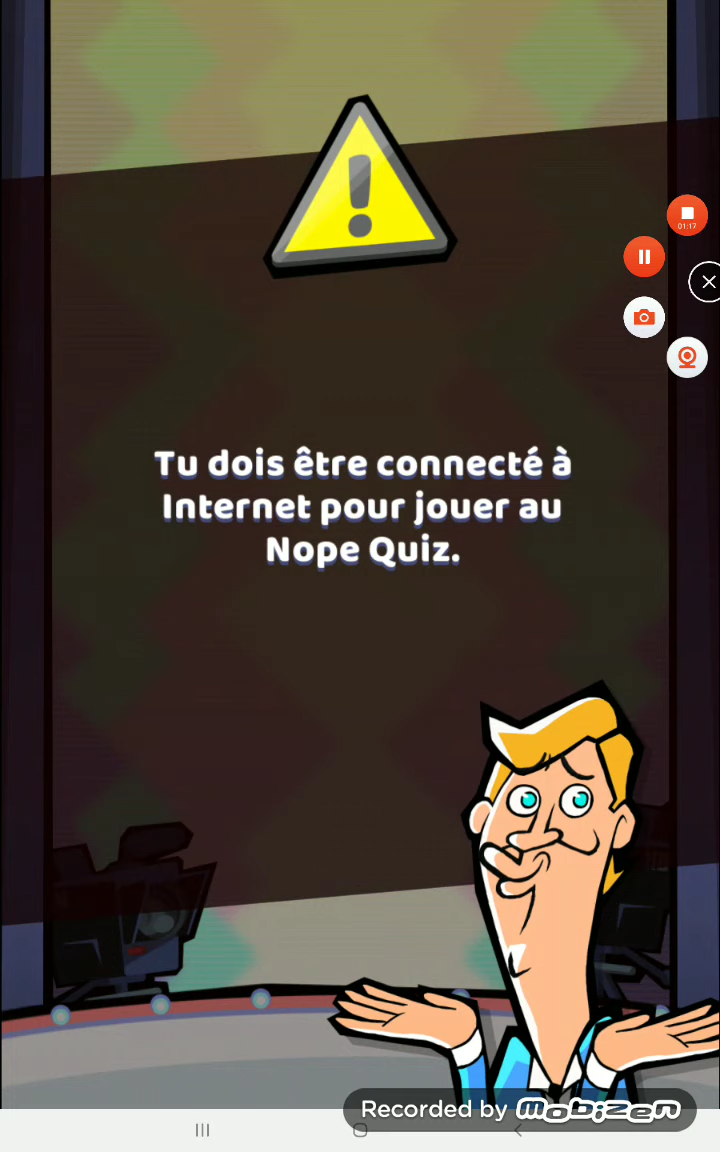 01:17
Tu dois être connecté à
Internet pour jouer au
Nope Quiz.
Recorded by mobizen